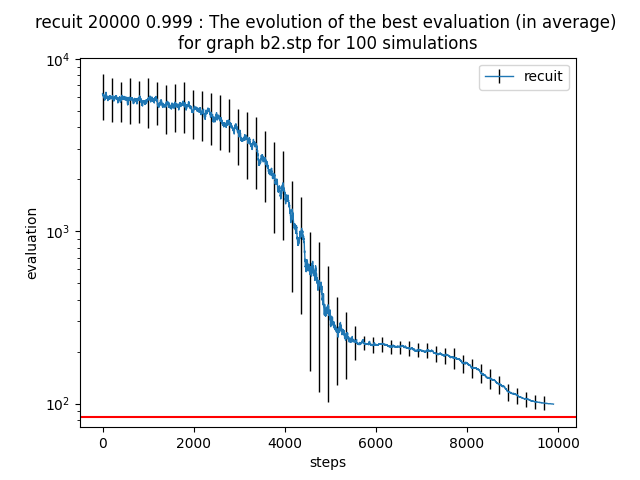 recuit 20000 0.999 : The evolution of the best evaluation (in average)
for graph b2.stp for 100 simulations
recuit
evaluation
10⁴
10³
10²
0 2000 4000 6000 8000 10000
steps